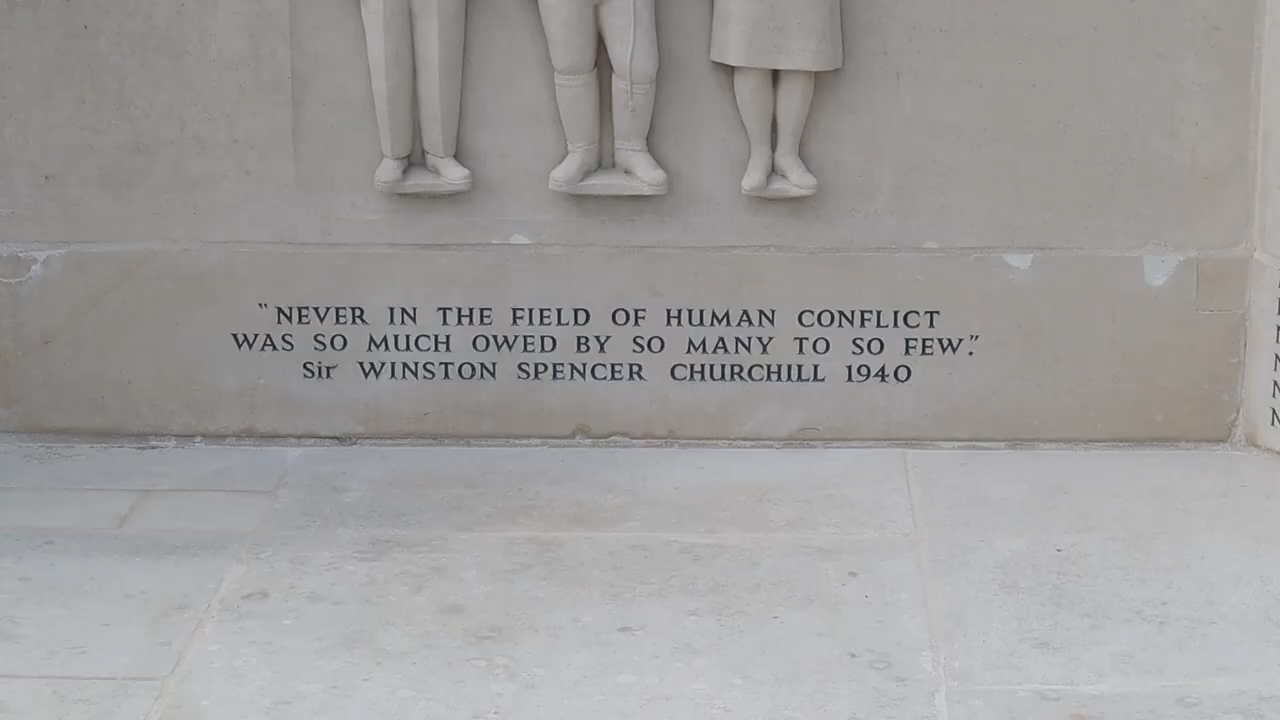 "NEVER IN THE FIELD OF HUMAN CONFLICT
WAS SO MUCH OWED BY SO MANY TO SO FEW."
Sir WINSTON SPENCER CHURCHILL 1940